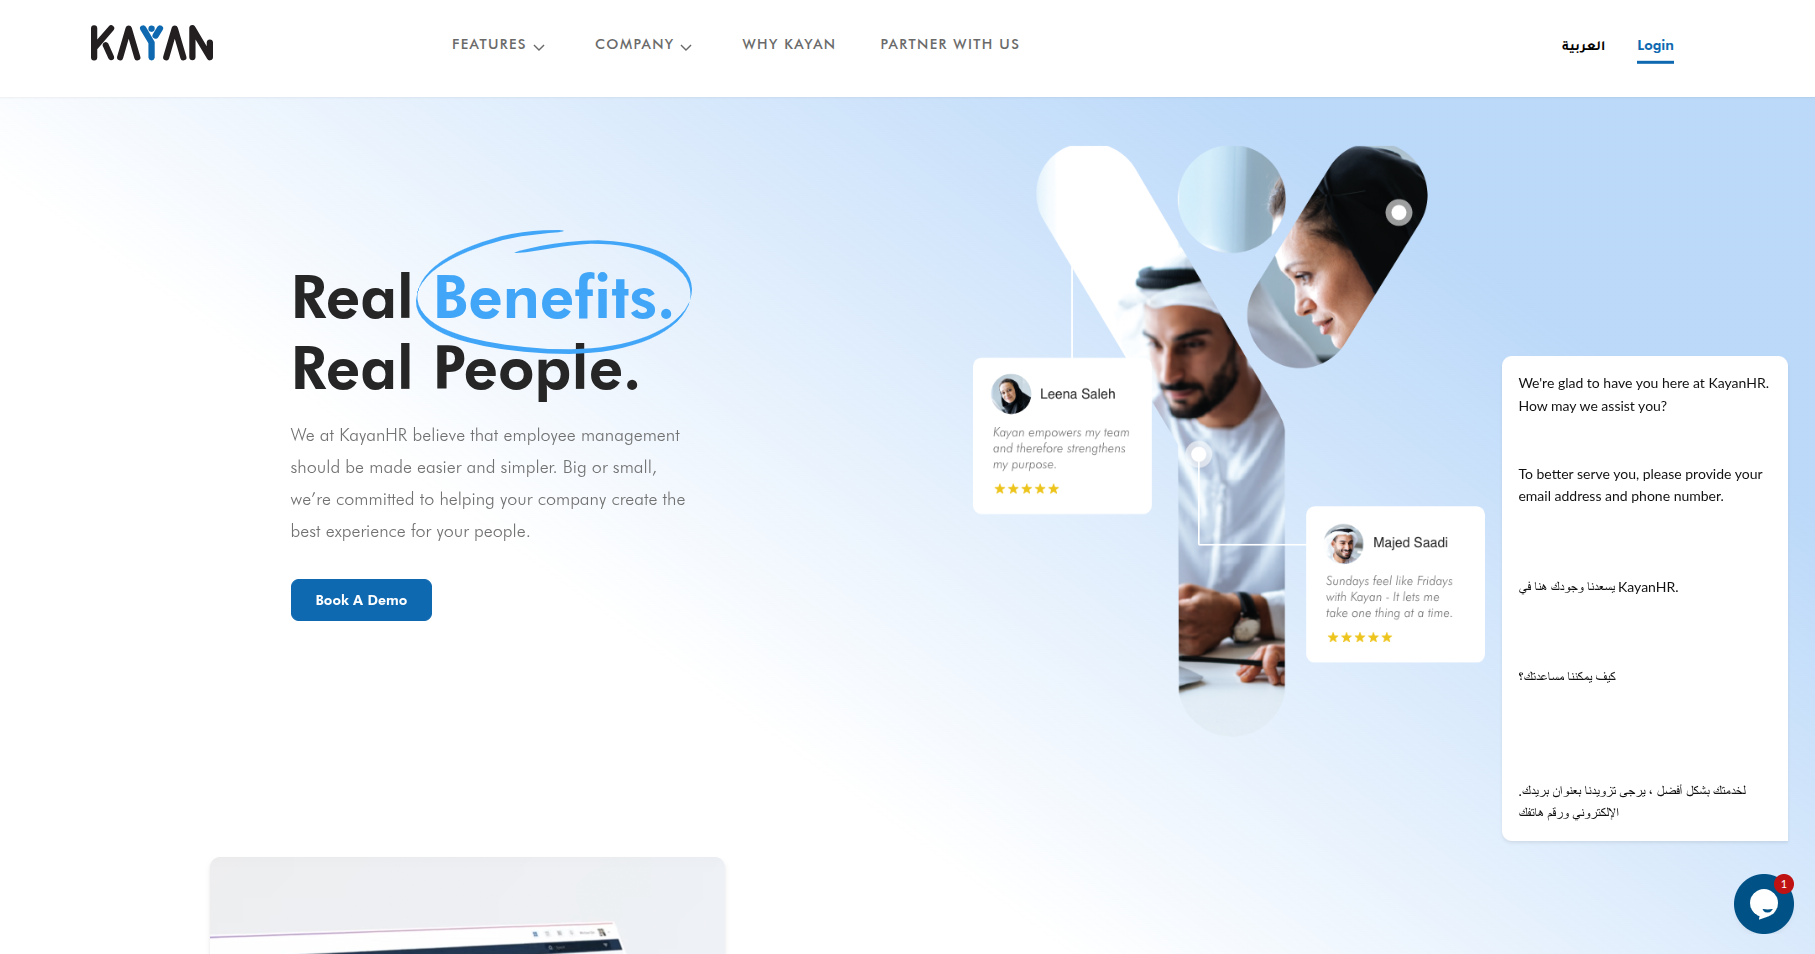 KAYAN
FEATURES
COMPANY
WHY KAYAN
PARTNER WITH US
العربية
Login
Real Benefits.
Real People.
We at KayanHR believe that employee management
should be made easier and simpler. Big or small,
we’re committed to helping your company create the
best experience for your people.
Book A Demo
Leena Saleh
Kayan empowers my team
and therefore strengthens
my purpose.
Majed Saadi
Sundays feel like Fridays
with Kayan - It lets me
take one thing at a time.
We're glad to have you here at KayanHR.
How may we assist you?
To better serve you, please provide your
email address and phone number.
يسعدنا وجودك هنا في KayanHR.
كيف يمكننا مساعدتك؟
لخدمتك بشكل أفضل ، يرجى تزويدنا بعنوان بريدك.
الإلكتروني ورقم هاتفك
1